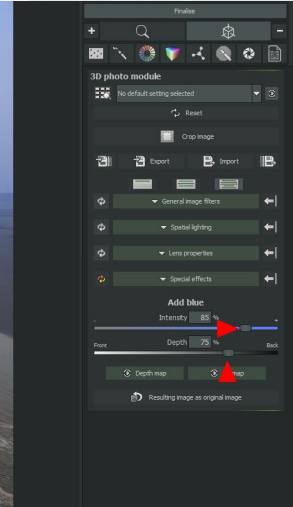 Finalise
3D photo module
No default setting selected
Reset
Crop image
Export
Import
General image filters
Spatial lighting
Lens properties
Special effects
Add blue
Intensity 85 %
- +
Depth 75 %
Front Back
Depth map
map
Resulting image as original image